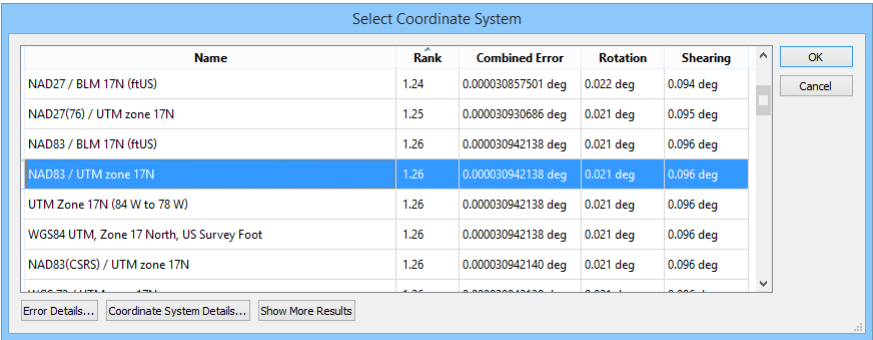 Select Coordinate System
Name Rank Combined Error Rotation Shearing
OK
NAD27 / BLM 17N (ftUS) 1.24 0.000030857501 deg 0.022 deg 0.094 deg
Cancel
NAD27(76) / UTM zone 17N 1.25 0.000030930686 deg 0.021 deg 0.095 deg
NAD83 / BLM 17N (ftUS) 1.26 0.000030942138 deg 0.021 deg 0.096 deg
NAD83 / UTM zone 17N 1.26 0.000030942138 deg 0.021 deg 0.096 deg
UTM Zone 17N (84 W to 78 W) 1.26 0.000030942138 deg 0.021 deg 0.096 deg
WGS84 UTM, Zone 17 North, US Survey Foot 1.26 0.000030942138 deg 0.021 deg 0.096 deg
NAD83(CSRS) / UTM zone 17N 1.26 0.000030942140 deg 0.021 deg 0.096 deg
Error Details... Coordinate System Details... Show More Results